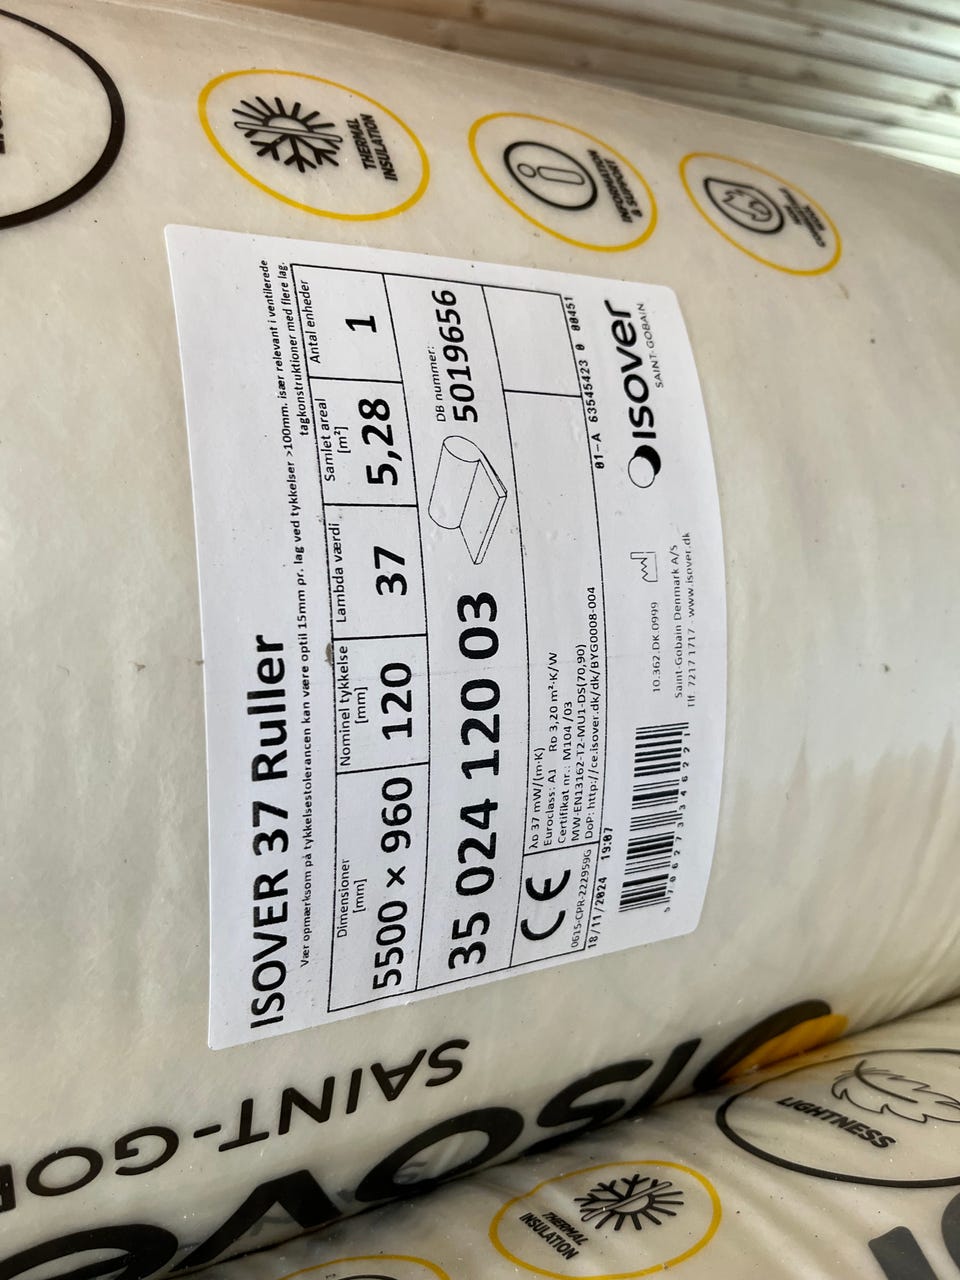 THERMAL
INSULATION
INFORMATION
& SUPPORT
ISOVER 37 Ruller
Vær opmærksom på tykkelsestolerancen kan være optil 15mm pr. lag ved tykkelser >100mm. især relevant i ventilerede
tagkonstruktioner med flere lag.
Dimensioner
[mm]
Nominel tykkelse
[mm]
Lambda værdi
Samlet areal
[m²]
Antal enheder
5500 × 960
120
37
5,28
1
35 024 120 03
DB nummer:
5019656
CE
0615-CPR-222959G
λD 37 mW/(m·K)
Euroclass: A1 RD 3,20 m²·K/W
Certifikat nr.: M104 /03
MW-EN13162-T2-MU1-DS(70,90)
DoP: http://ce.isover.dk/dk/BYG0008-004
18/11/2024 19:07
01-A 63545423 0 00451
10.362.DK.0999
Saint-Gobain Denmark A/S
Tlf. 7217 1717 - www.isover.dk
isover
SAINT-GOBAIN
SAINT-GOB
ISOVE
LIGHTNESS
THERMAL
INSULATION